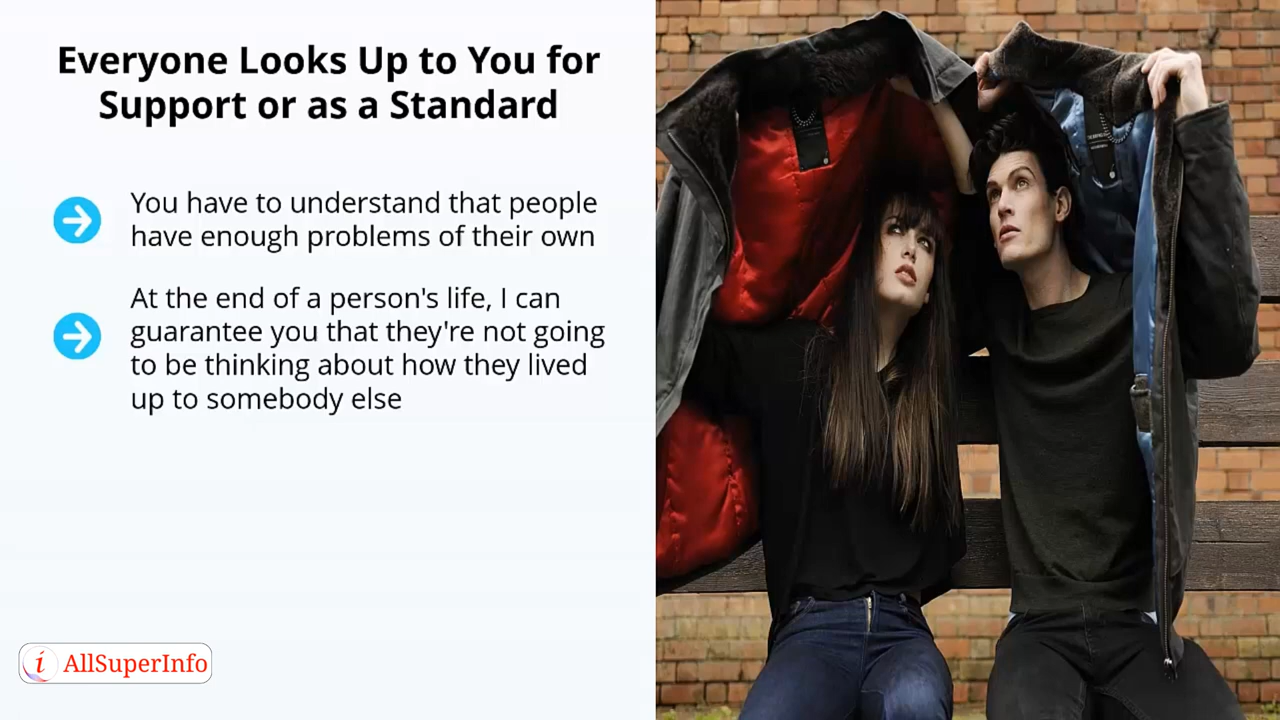 Everyone Looks Up to You for
Support or as a Standard
You have to understand that people
have enough problems of their own
At the end of a person's life, I can
guarantee you that they're not going
to be thinking about how they lived
up to somebody else
i AllSuperInfo